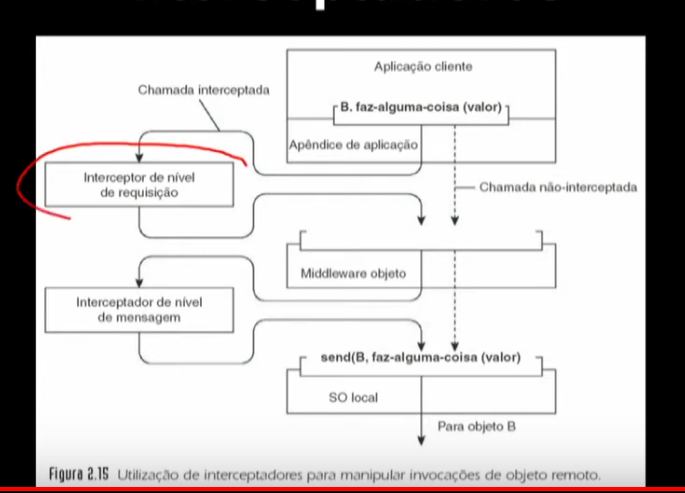 Aplicação cliente
Chamada interceptada
B. faz-alguma-coisa (valor)
Apêndice de aplicação
Interceptor de nível
de requisição
Chamada não-interceptada
Middleware objeto
Interceptador de nível
de mensagem
send(B, faz-alguma-coisa (valor)
SO local
Para objeto B
Figura 2.15 Utilização de interceptadores para manipular invocações de objeto remoto.